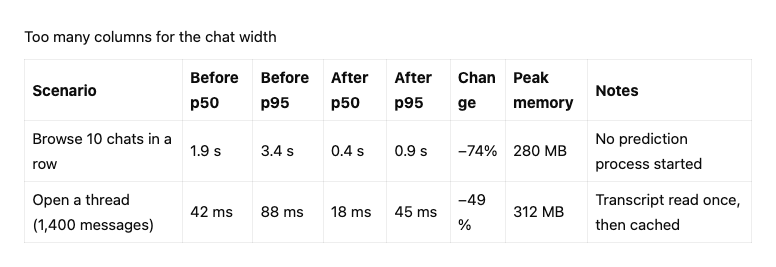 Too many columns for the chat width
Scenario
Before
p50
Before
p95
After
p50
After
p95
Chan
ge
Peak
memory
Notes
Browse 10 chats in a
row
1.9 s
3.4 s
0.4 s
0.9 s
−74%
280 MB
No prediction
process started
Open a thread
(1,400 messages)
42 ms
88 ms
18 ms
45 ms
−49
%
312 MB
Transcript read once,
then cached